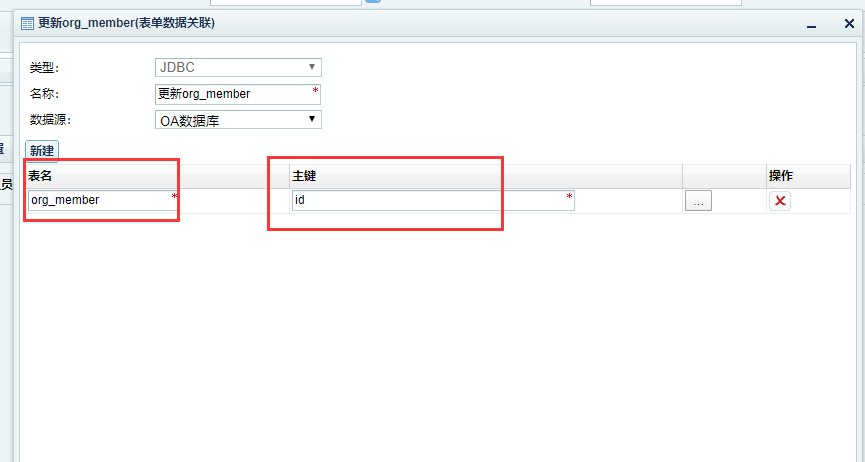 更新org_member(表单数据关联)
类型:
JDBC
名称:
更新org_member
*
数据源:
OA数据库
新建
表名
主键
操作
org_member
*
id
*
...
置
员